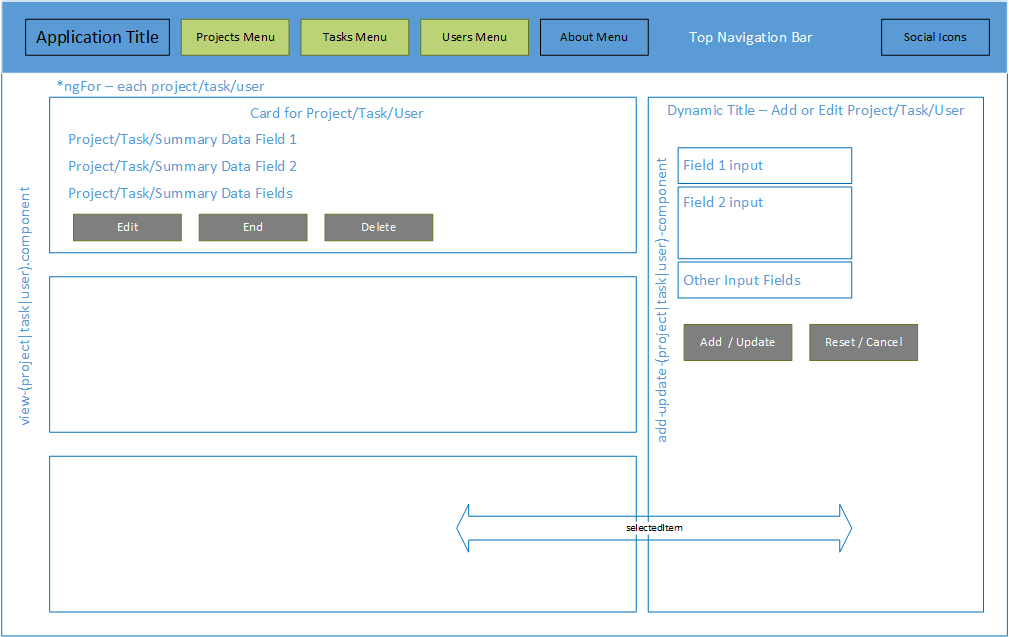 Application Title
Projects Menu
Tasks Menu
Users Menu
About Menu
Top Navigation Bar
Social Icons
*ngFor – each project/task/user
view-(project|task|user).component
Card for Project/Task/User
Project/Task/Summary Data Field 1
Project/Task/Summary Data Field 2
Project/Task/Summary Data Fields
Edit
End
Delete
Dynamic Title – Add or Edit Project/Task/User
add-update-(project|task|user)-component
Field 1 input
Field 2 input
Other Input Fields
Add  / Update
Reset / Cancel
selectedItem